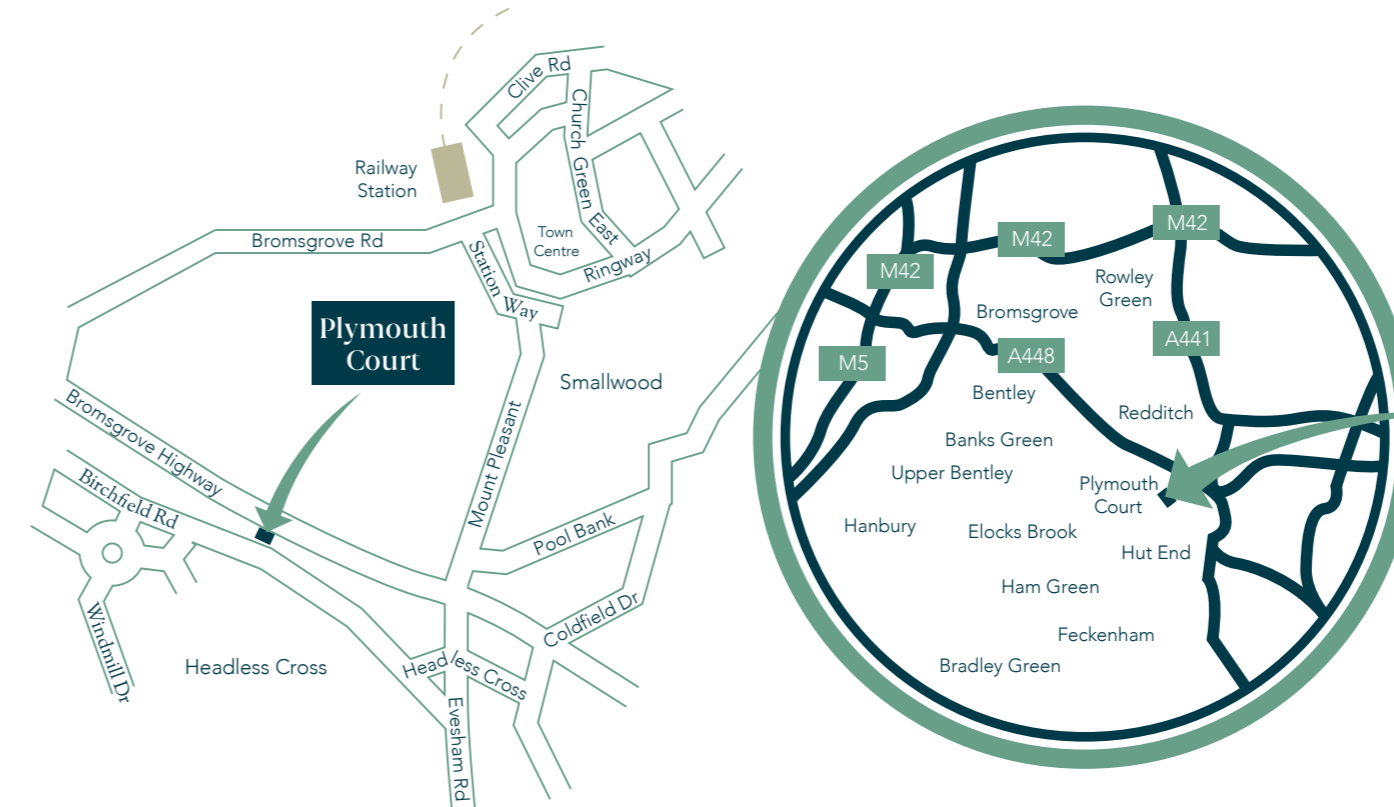 Clive Rd
Church Green East
Railway
Station
Town
Centre
Bromsgrove Rd
Station Way
Ringway
Plymouth
Court
Smallwood
Bromsgrove Highway
Mount Pleasant
Birchfield Rd
Pool Bank
Windmill Dr
Coldfield Dr
Headless Cross
Headless Cross
Evesham Rd
M42
M42
M42
Rowley
Green
Bromsgrove
A441
M5
A448
Bentley
Redditch
Banks Green
Upper Bentley
Plymouth
Court
Hanbury
Elocks Brook
Hut End
Ham Green
Feckenham
Bradley Green